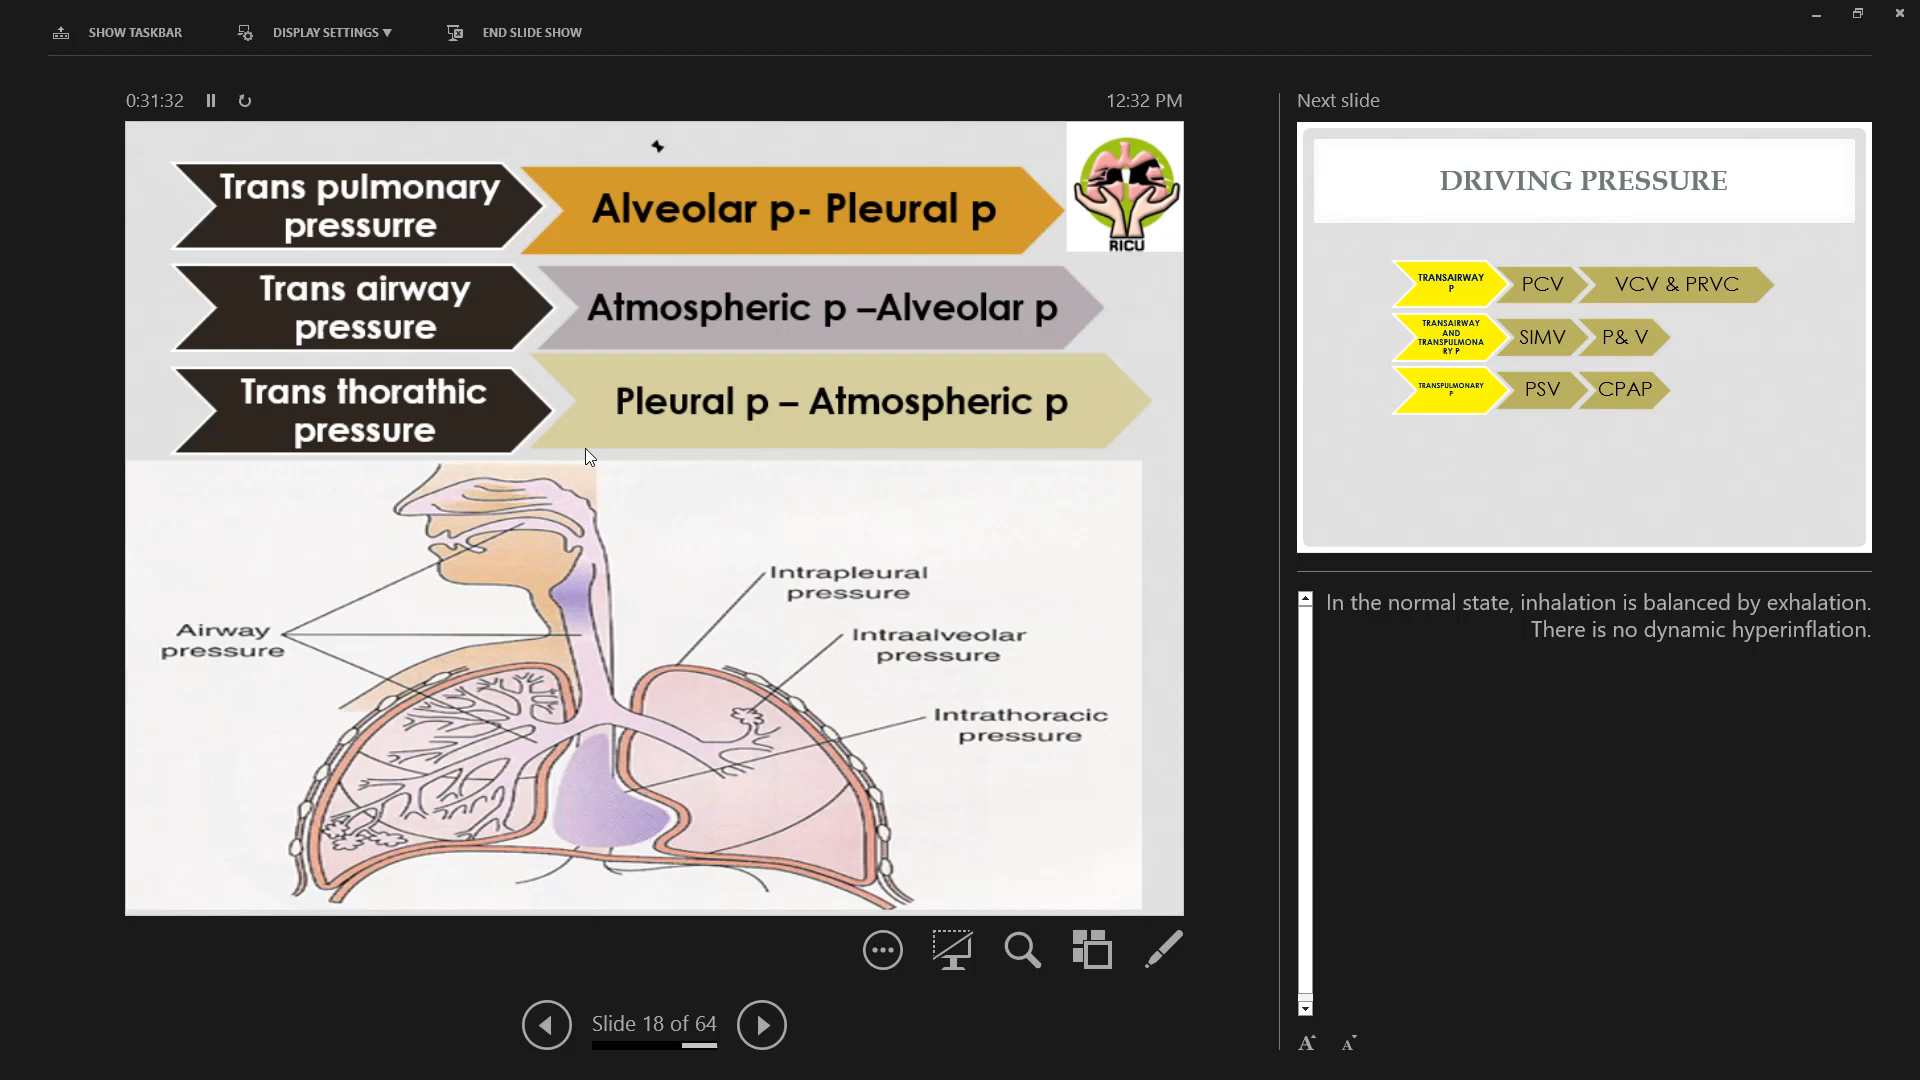 SHOW TASKBAR
DISPLAY SETTINGS ▼
END SLIDE SHOW
0:31:32
12:32 PM
Trans pulmonary
pressurre
Alveolar p- Pleural p
RICU
Trans airway
pressure
Atmospheric p –Alveolar p
Trans thorathic
pressure
Pleural p – Atmospheric p
Airway
pressure
Intrapleural
pressure
Intraalveolar
pressure
Intrathoracic
pressure
Slide 18 of 64
Next slide
DRIVING PRESSURE
TRANSAIRWAY
P
PCV
VCV & PRVC
TRANSAIRWAY
AND
TRANSPULMONA
RY P
SIMV
P& V
TRANSPULMONARY
P
PSV
CPAP
In the normal state, inhalation is balanced by exhalation.
There is no dynamic hyperinflation.
A
A